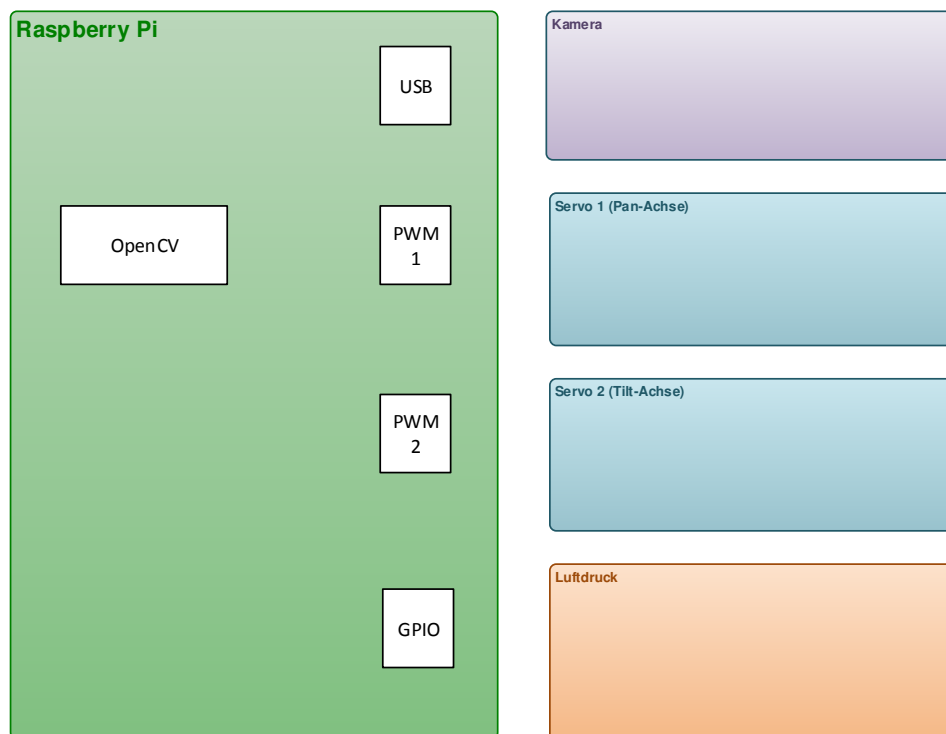 Raspberry Pi
USB
OpenCV
PWM
1
PWM
2
GPIO
Kamera
Servo 1 (Pan-Achse)
Servo 2 (Tilt-Achse)
Luftdruck